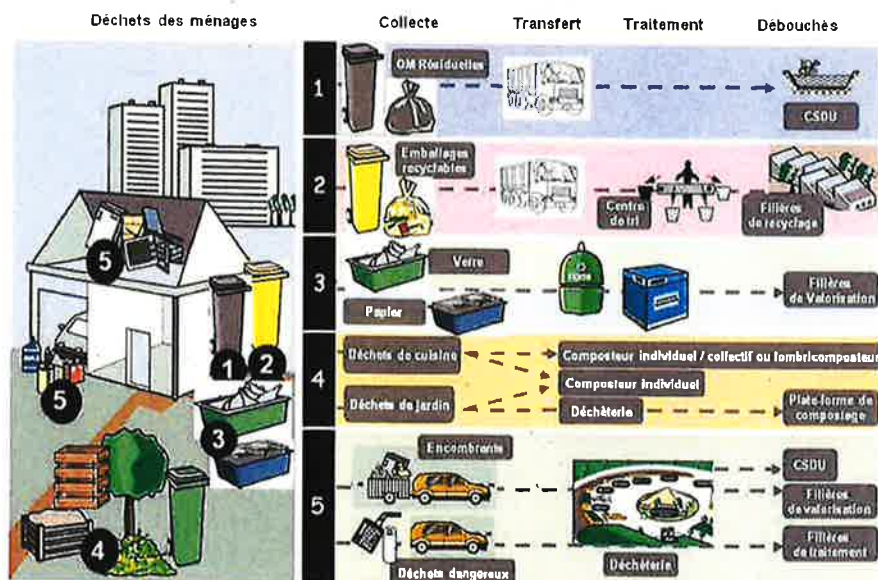 Déchets des ménages
Collecte Transfert Traitement Débouchès
1
OM Résiduelles
CSDU
2
Emballages
recyclables
Centre
de tri
Filières
de recyclage
3
Verre
Papier
Filières
de Valorisation
4
Déchets de cuisine
Composteur individuel / collectif ou lombricomposteur
Composteur individuel
Déchets de jardin
Déchèterie
Plate-forme de
compostage
5
Encombrants
CSDU
Filières
de valorisation
Filières
de traitement
Déchets dangereux
Déchèterie
5
1
2
5
3
4